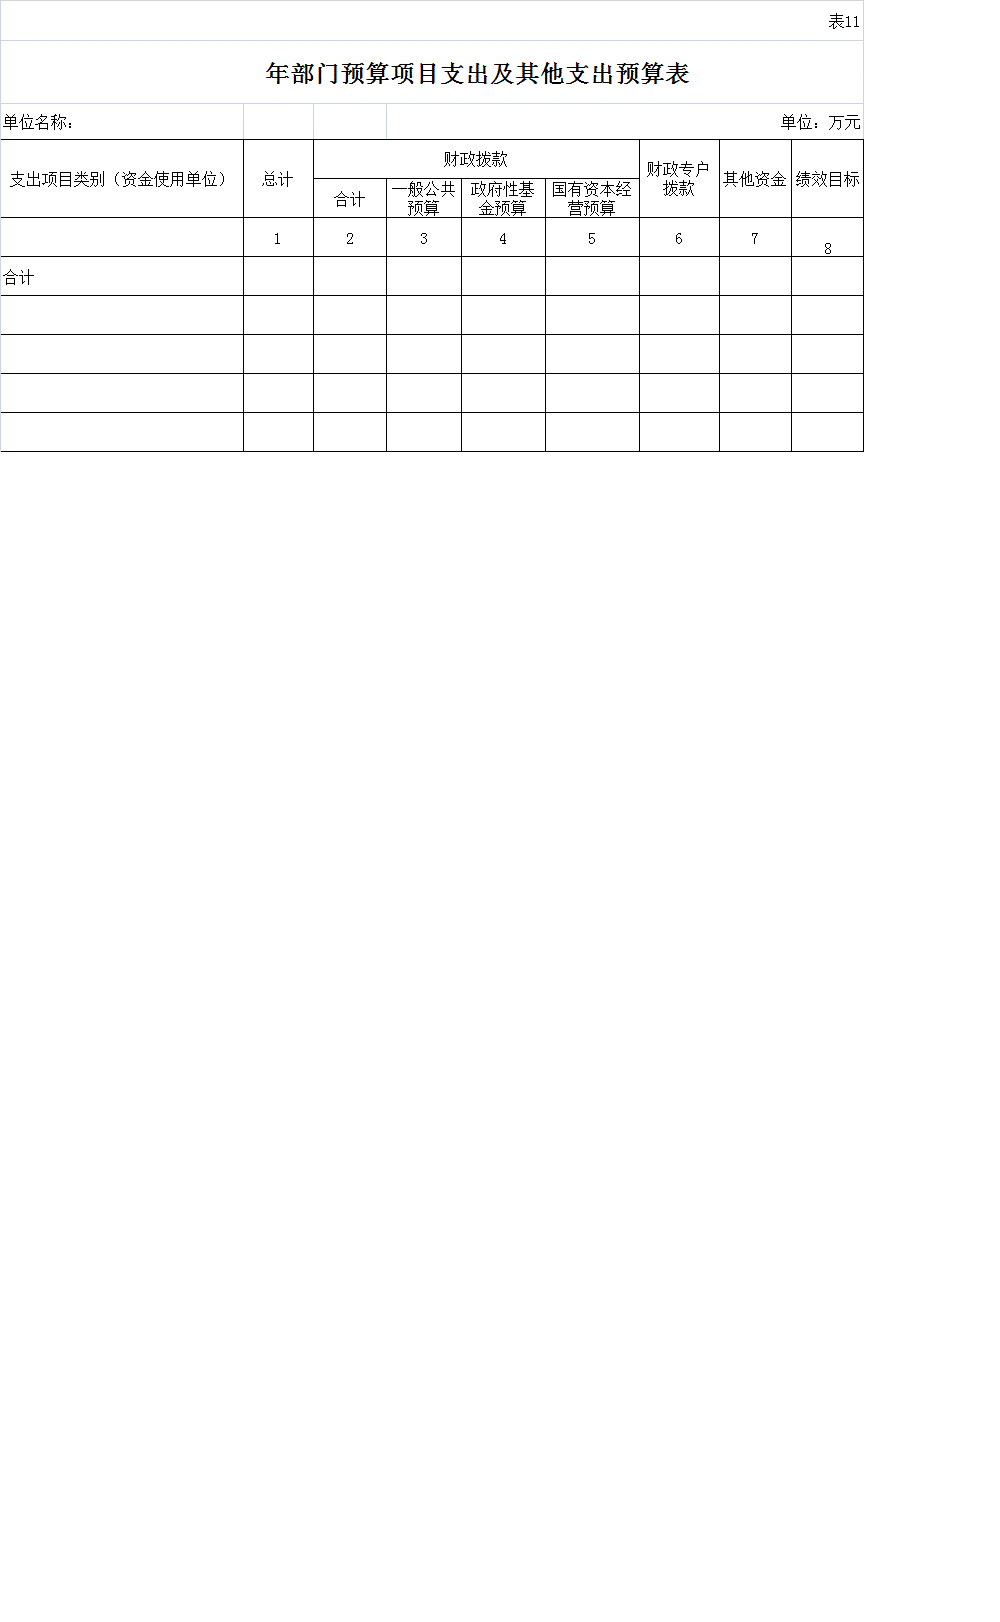 表11
年部门预算项目支出及其他支出预算表
单位名称：
单位：万元
支出项目类别（资金使用单位）
总计
财政拨款
财政专户
拨款
其他资金
绩效目标
合计
一般公共
预算
政府性基
金预算
国有资本经
营预算
1
2
3
4
5
6
7
8
合计